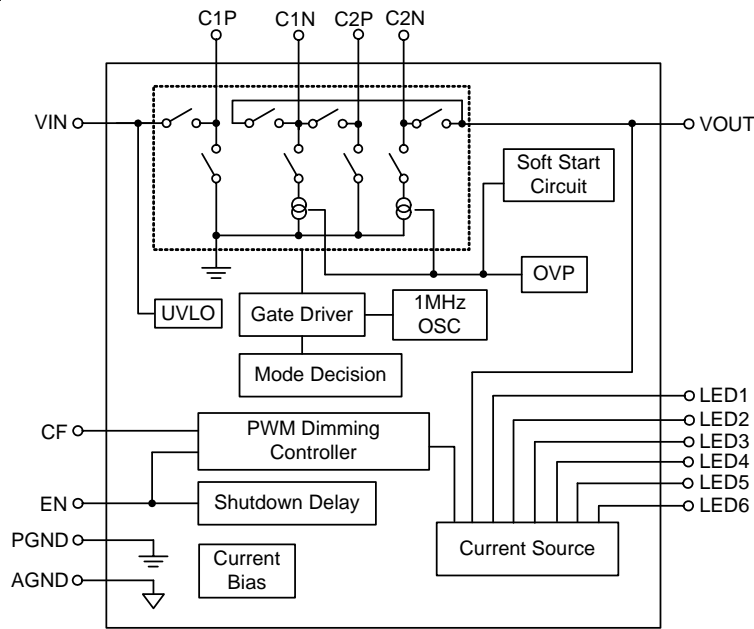 C1P
C1N
C2P
C2N
VIN
VOUT
Soft Start
Circuit
OVP
UVLO
Gate Driver
1MHz
OSC
Mode Decision
CF
PWM Dimming
Controller
EN
Shutdown Delay
PGND
AGND
Current
Bias
Current Source
LED1
LED2
LED3
LED4
LED5
LED6